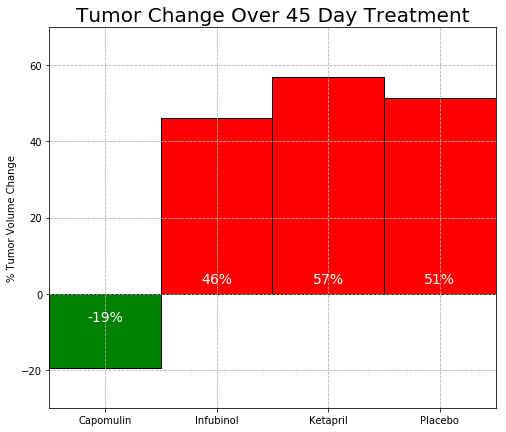 Tumor Change Over 45 Day Treatment
% Tumor Volume Change
60
40
20
0
−20
46%
57%
51%
-19%
Capomulin
Infubinol
Ketapril
Placebo